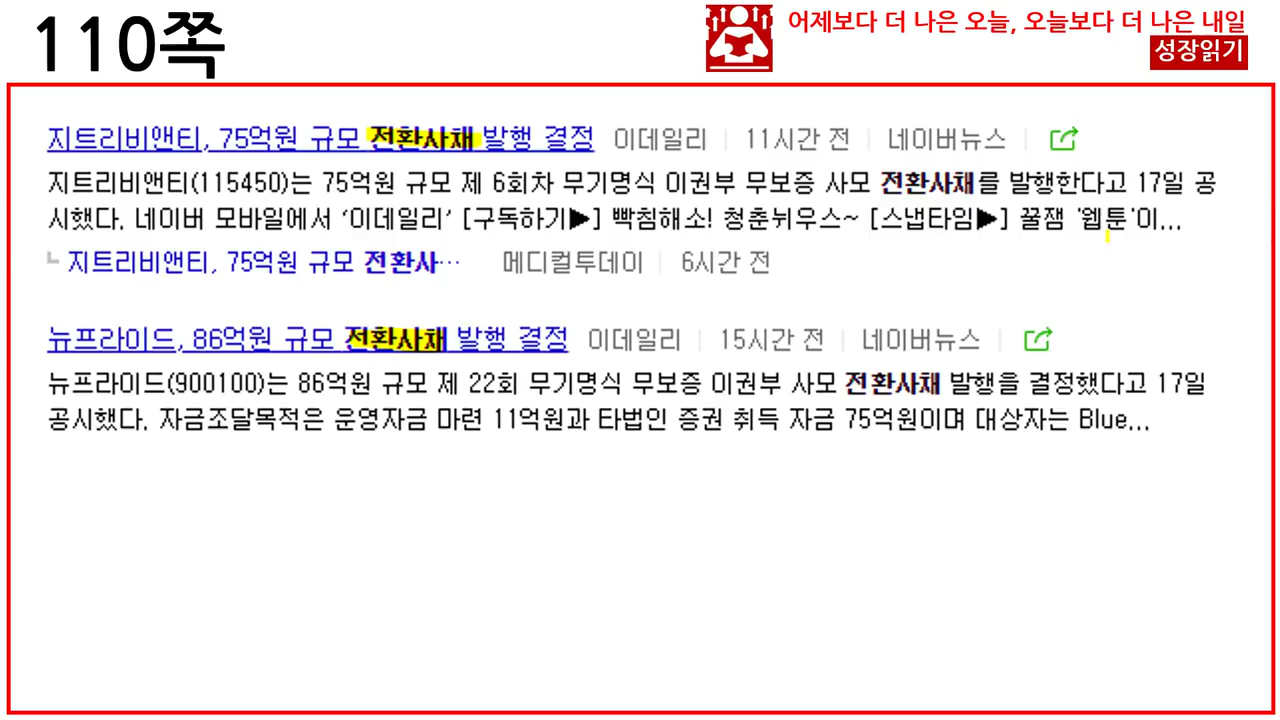 110쪽
어제보다 더 나은 오늘, 오늘보다 더 나은 내일
성장읽기
지트리비앤티, 75억원 규모 전환사채 발행 결정 이데일리 | 11시간 전 | 네이버뉴스 |
지트리비앤티(115450)는 75억원 규모 제 6회차 무기명식 이권부 무보증 사모 전환사채를 발행한다고 17일 공
시했다. 네이버 모바일에서 ‘이데일리’ [구독하기▶] 빡침해소! 청춘뉘우스~ [스냅타임▶] 꿀잼 '웹툰'이...
지트리비앤티, 75억원 규모 전환사… 메디컬투데이 | 6시간 전
뉴프라이드, 86억원 규모 전환사채 발행 결정 이데일리 | 15시간 전 | 네이버뉴스 |
뉴프라이드(900100)는 86억원 규모 제 22회 무기명식 무보증 이권부 사모 전환사채 발행을 결정했다고 17일
공시했다. 자금조달목적은 운영자금 마련 11억원과 타법인 증권 취득 자금 75억원이며 대상자는 Blue...